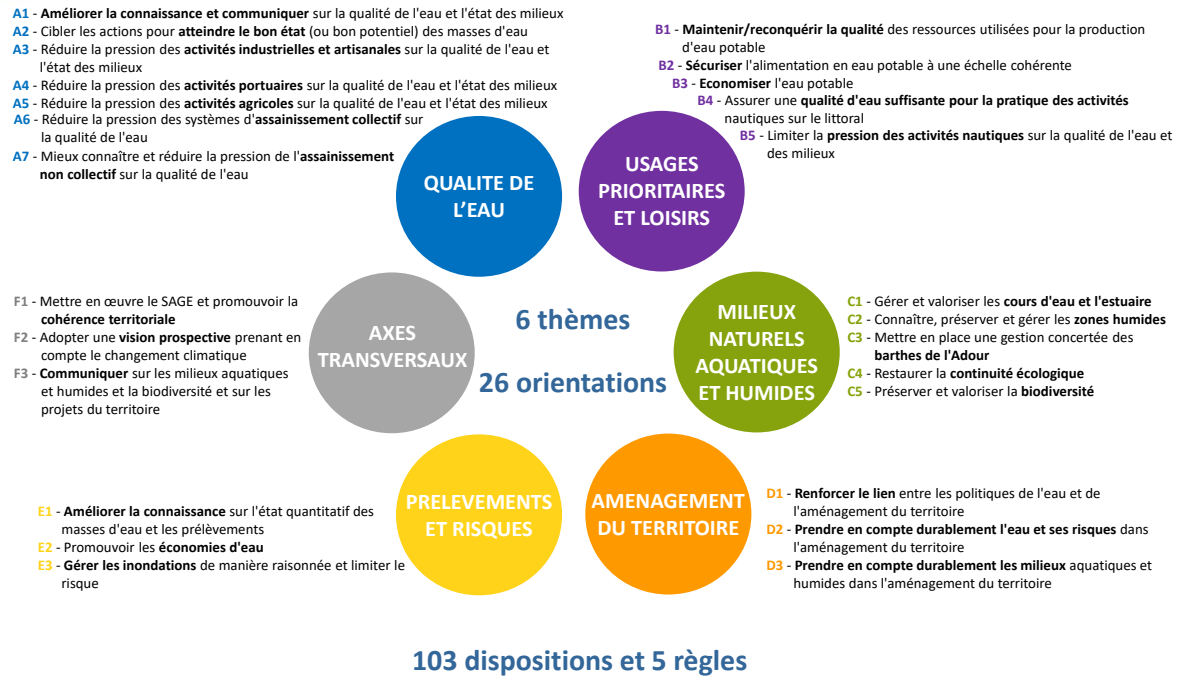 A1 - Améliorer la connaissance et communiquer sur la qualité de l'eau et l'état des milieux
A2 - Cibler les actions pour atteindre le bon état (ou bon potentiel) des masses d'eau
A3 - Réduire la pression des activités industrielles et artisanales sur la qualité de l'eau et
l'état des milieux
A4 - Réduire la pression des activités portuaires sur la qualité de l'eau et l'état des milieux
A5 - Réduire la pression des activités agricoles sur la qualité de l'eau et l'état des milieux
A6 - Réduire la pression des systèmes d'assainissement collectif sur
la qualité de l'eau
A7 - Mieux connaître et réduire la pression de l'assainissement
non collectif sur la qualité de l'eau
B1 - Maintenir/reconquérir la qualité des ressources utilisées pour la production
d'eau potable
B2 - Sécuriser l'alimentation en eau potable à une échelle cohérente
B3 - Economiser l'eau potable
B4 - Assurer une qualité d'eau suffisante pour la pratique des activités
nautiques sur le littoral
B5 - Limiter la pression des activités nautiques sur la qualité de l'eau et
des milieux
QUALITE DE
L'EAU
USAGES
PRIORITAIRES
ET LOISIRS
F1 - Mettre en œuvre le SAGE et promouvoir la
cohérence territoriale
F2 - Adopter une vision prospective prenant en
compte le changement climatique
F3 - Communiquer sur les milieux aquatiques
et humides et la biodiversité et sur les
projets du territoire
AXES
TRANSVERSAUX
6 thèmes
26 orientations
MILIEUX
NATURELS
AQUATIQUES
ET HUMIDES
C1 - Gérer et valoriser les cours d'eau et l'estuaire
C2 - Connaître, préserver et gérer les zones humides
C3 - Mettre en place une gestion concertée des
barthes de l'Adour
C4 - Restaurer la continuité écologique
C5 - Préserver et valoriser la biodiversité
E1 - Améliorer la connaissance sur l'état quantitatif des
masses d'eau et les prélèvements
E2 - Promouvoir les économies d'eau
E3 - Gérer les inondations de manière raisonnée et limiter le
risque
PRELEVEMENTS
ET RISQUES
AMENAGEMENT
DU TERRITOIRE
D1 - Renforcer le lien entre les politiques de l'eau et de
l'aménagement du territoire
D2 - Prendre en compte durablement l'eau et ses risques dans
l'aménagement du territoire
D3 - Prendre en compte durablement les milieux aquatiques et
humides dans l'aménagement du territoire
103 dispositions et 5 règles